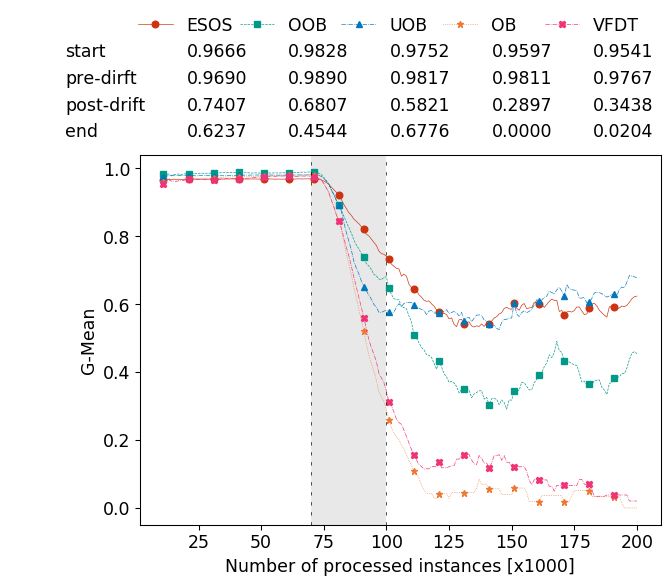 ESOS OOB UOB OB VFDT
start 0.9666 0.9828 0.9752 0.9597 0.9541
pre-dirft 0.9690 0.9890 0.9817 0.9811 0.9767
post-drift 0.7407 0.6807 0.5821 0.2897 0.3438
end 0.6237 0.4544 0.6776 0.0000 0.0204
1.0
0.8
0.6
0.4
0.2
0.0
G-Mean
25 50 75 100 125 150 175 200
Number of processed instances [x1000]